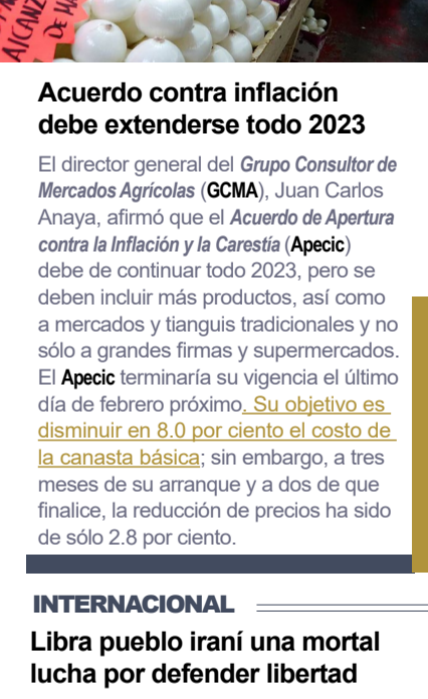 ALCANZ
DE
Acuerdo contra inflación
debe extenderse todo 2023
El director general del Grupo Consultor de
Mercados Agrícolas (GCMA), Juan Carlos
Anaya, afirmó que el Acuerdo de Apertura
contra la Inflación y la Carestía (Apecic)
debe de continuar todo 2023, pero se
deben incluir más productos, así como
a mercados y tianguis tradicionales y no
sólo a grandes firmas y supermercados.
El Apecic terminaría su vigencia el último
día de febrero próximo. Su objetivo es
disminuir en 8.0 por ciento el costo de
la canasta básica; sin embargo, a tres
meses de su arranque y a dos de que
finalice, la reducción de precios ha sido
de sólo 2.8 por ciento.
INTERNACIONAL
Libra pueblo iraní una mortal
lucha por defender libertad